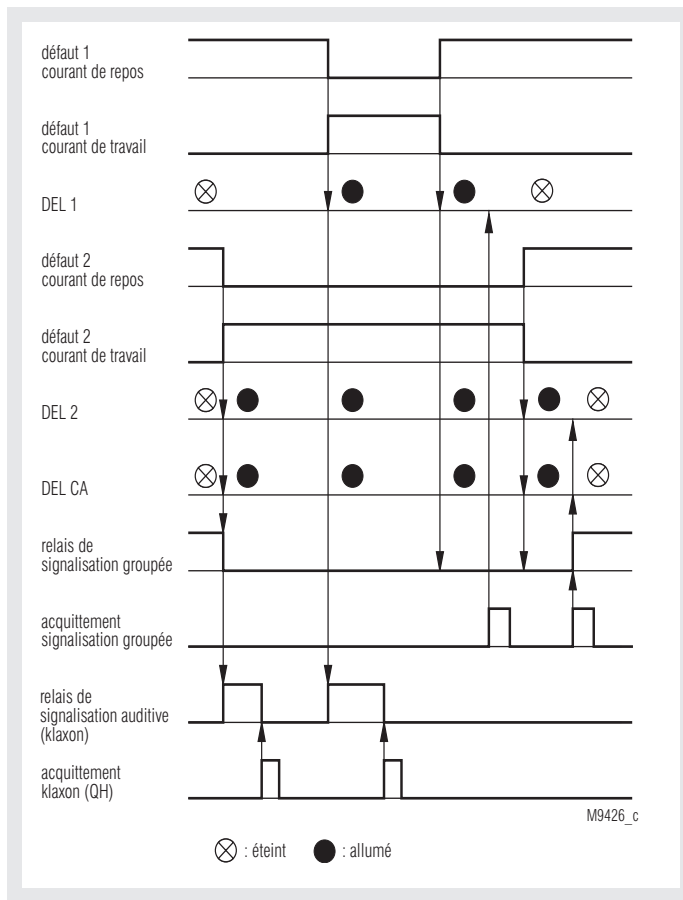 défaut 1
courant de repos
défaut 1
courant de travail
DEL 1
défaut 2
courant de repos
défaut 2
courant de travail
DEL 2
DEL CA
relais de
signalisation groupée
acquittement
signalisation groupée
relais de
signalisation auditive
(klaxon)
acquittement
klaxon (QH)
M9426_c
: éteint : allumé